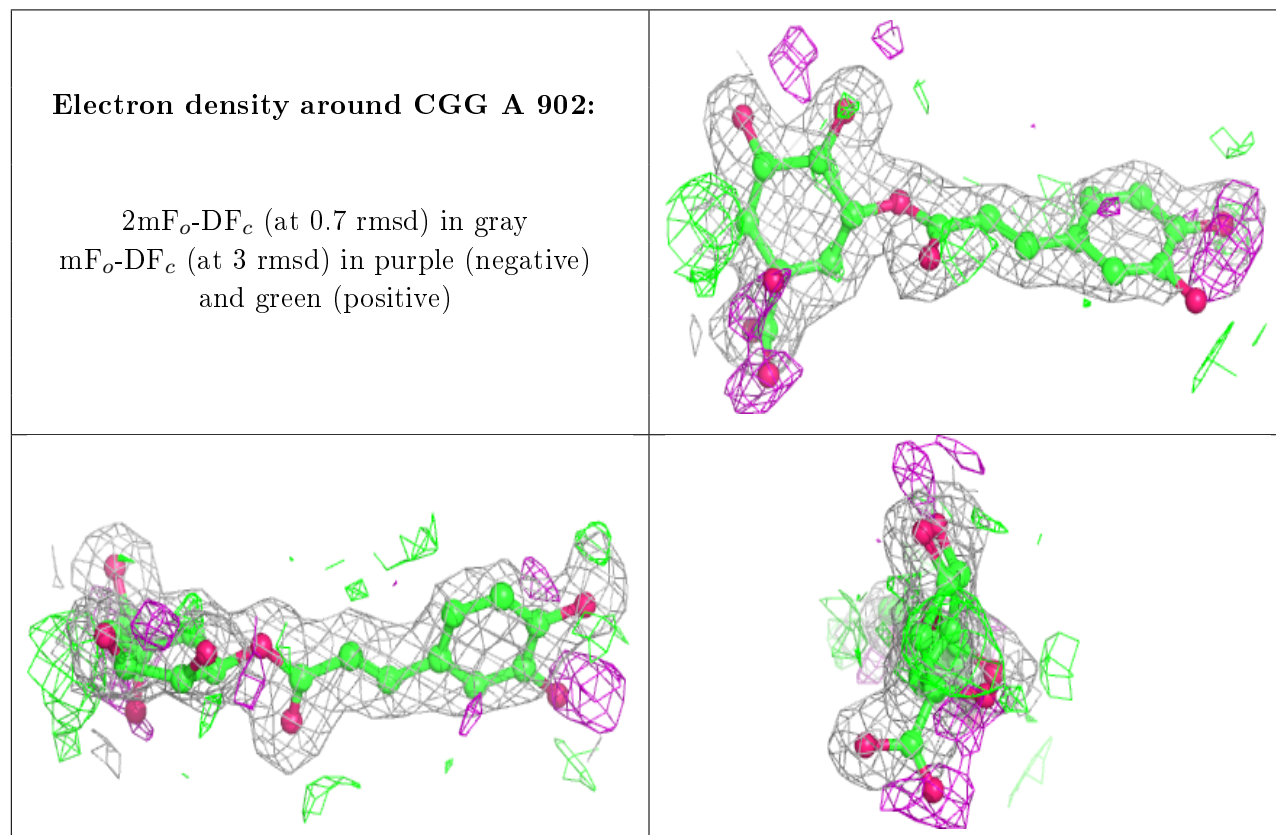 Electron density around CGG A 902:
2mFₒ-DF𝒸 (at 0.7 rmsd) in gray
mFₒ-DF𝒸 (at 3 rmsd) in purple (negative)
and green (positive)